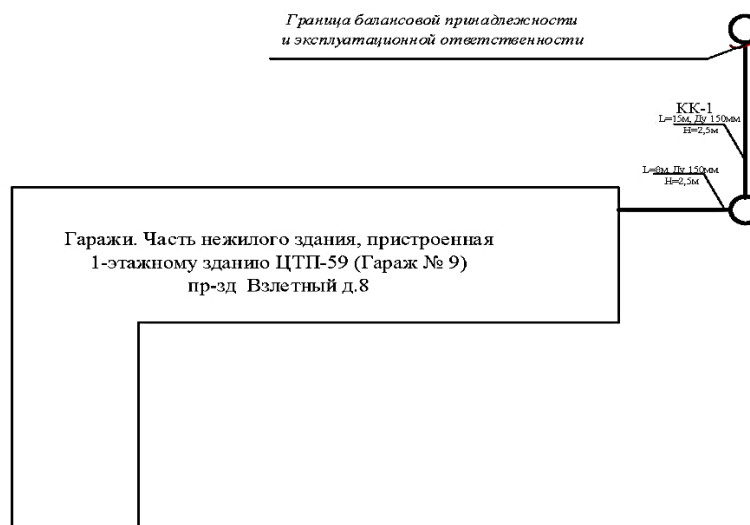 Граница балансовой принадлежности
и эксплуатационной ответственности
КК-1
L=15м, Ду 150мм
Н=2,5м
L=8м, Ду 150мм
Н=2,5м
Гаражи. Часть нежилого здания, пристроенная
1-этажному зданию ЦТП-59 (Гараж № 9)
пр-зд Взлетный д.8